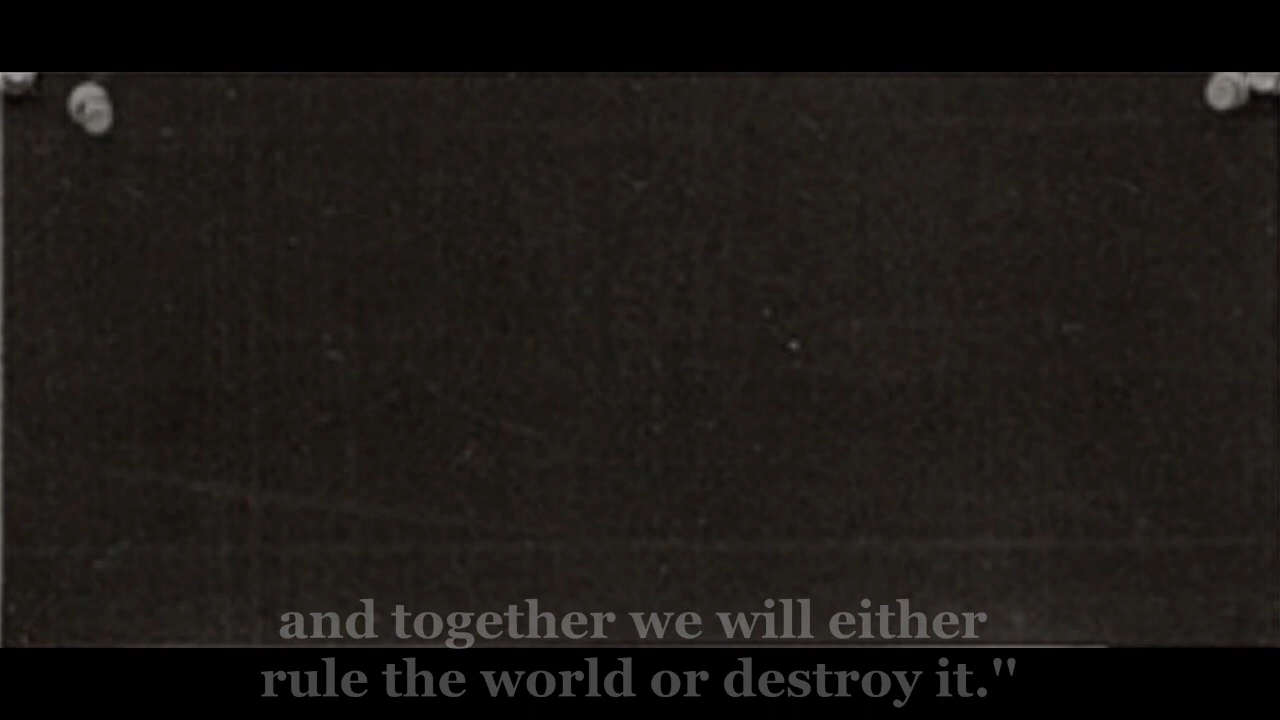 and together we will either
rule the world or destroy it."